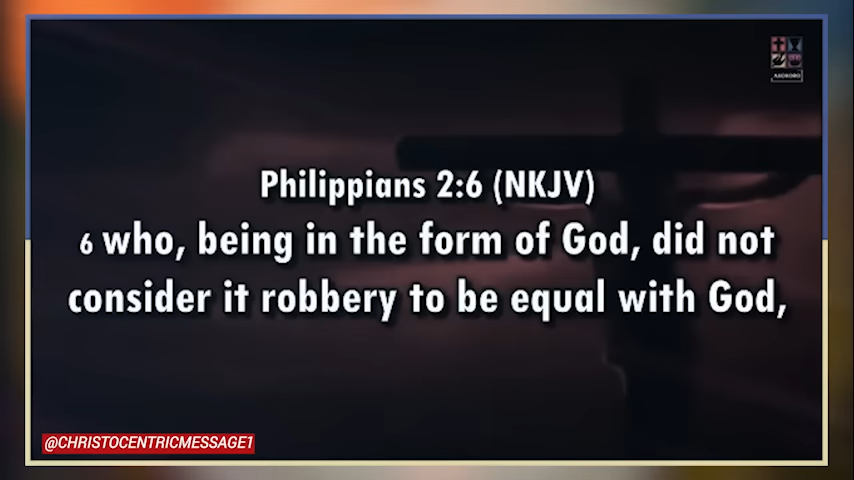 ASOKORO
Philippians 2:6 (NKJV)
6 who, being in the form of God, did not
consider it robbery to be equal with God,
@CHRISTOCENTRICMESSAGE1